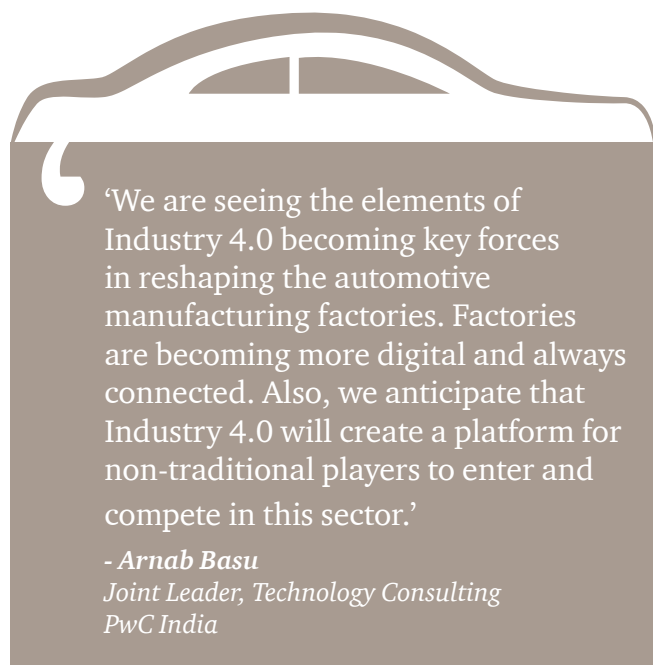 ‘We are seeing the elements of
Industry 4.0 becoming key forces
in reshaping the automotive
manufacturing factories. Factories
are becoming more digital and always
connected. Also, we anticipate that
Industry 4.0 will create a platform for
non-traditional players to enter and
compete in this sector.’
- Arnab Basu
Joint Leader, Technology Consulting
PwC India